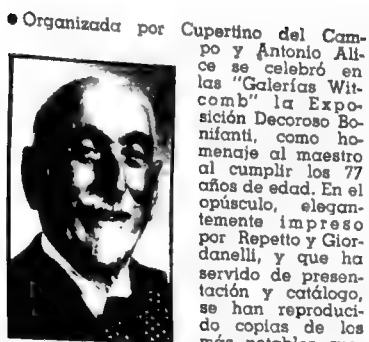 ● Organizada por Cupertino del Cam-
po y Antonio Ali-
ce se celebró en
las "Galerías Wit-
comb" la Expo-
sición Decoroso Bo-
nifanti, como ho-
menaje al maestro
al cumplir los 77
años de edad. En el
opúsculo, elegan-
temente impreso
por Repetto y Gior-
danelli, y que ha
servido de presen-
tación y catálogo,
se han reproduci-
do copias de los
más notables